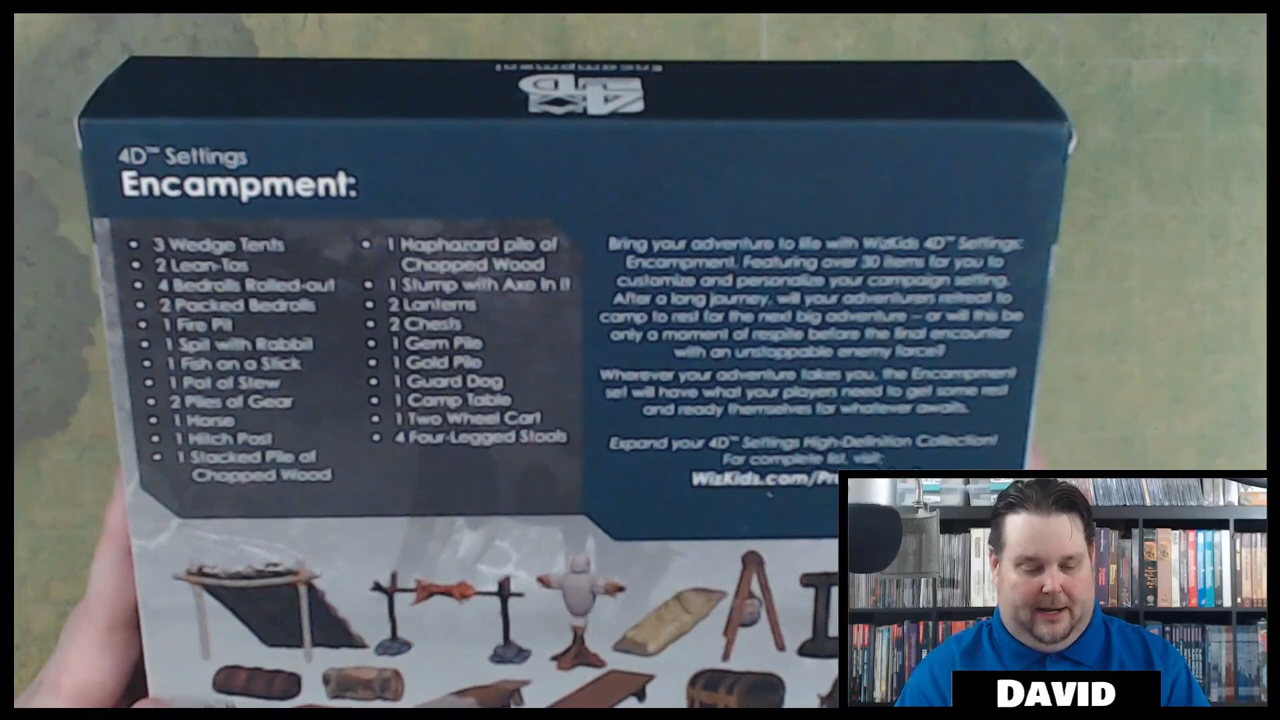 Encampment
4D
4D™ Settings
Encampment:
• 3 Wedge Tents
• 2 Lean-Tos
• 4 Bedrolls Rolled-out
• 2 Packed Bedrolls
• 1 Fire Pit
• 1 Spit with Rabbit
• 1 Fish on a Stick
• 1 Pot of Stew
• 2 Piles of Gear
• 1 Horse
• 1 Hitch Post
• 1 Stacked Pile of
Chopped Wood
• 1 Haphazard pile of
Chopped Wood
• 1 Stump with Axe In It
• 2 Lanterns
• 2 Chests
• 1 Gem Pile
• 1 Gold Pile
• 1 Guard Dog
• 1 Camp Table
• 1 Two Wheel Cart
• 4 Four-Legged Stools
Bring your adventure to life with WizKids 4D™ Settings:
Encampment. Featuring over 30 items for you to
customize and personalize your campaign setting.
After a long journey, will your adventurers retreat to
camp to rest for the next big adventure – or will this be
only a moment of respite before the final encounter
with an unstoppable enemy force?
Wherever your adventure takes you, the Encampment
set will have what your players need to get some rest
and ready themselves for whatever awaits.
Expand your 4D™ Settings High-Definition Collection!
For complete list, visit:
WizKids.com/Pr
DAVID